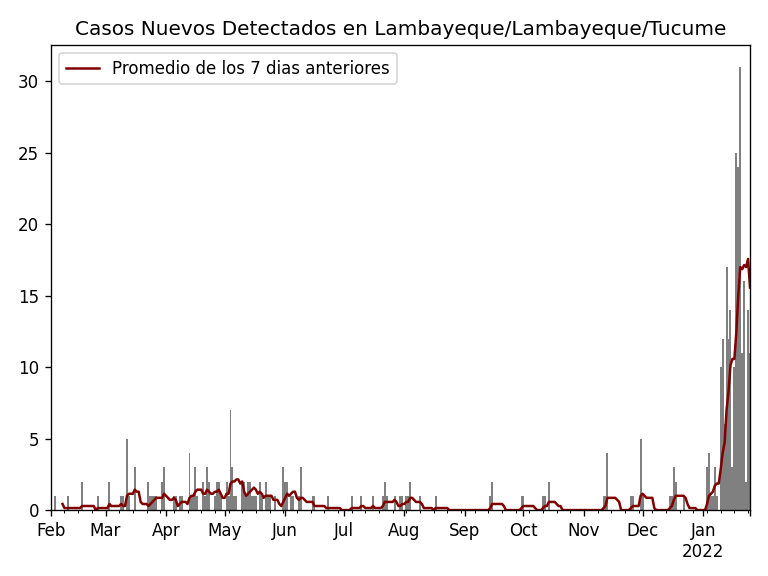 Casos Nuevos Detectados en Lambayeque/Lambayeque/Tucume
Promedio de los 7 dias anteriores
30
25
20
15
10
5
0
Feb Mar Apr May Jun Jul Aug Sep Oct Nov Dec Jan
2022